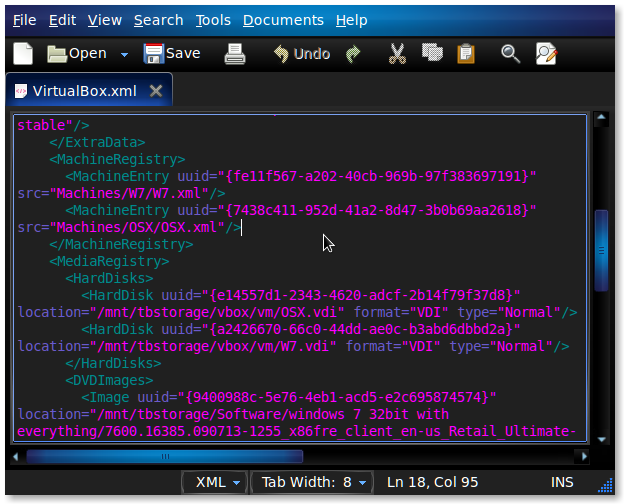 File Edit View Search Tools Documents Help
Open Save Undo
VirtualBox.xml
stable"/>
</ExtraData>
<MachineRegistry>
<MachineEntry uuid="{fe11f567-a202-40cb-969b-97f383697191}"
src="Machines/W7/W7.xml"/>
<MachineEntry uuid="{7438c411-952d-41a2-8d47-3b0b69aa2618}"
src="Machines/OSX/OSX.xml"/>
</MachineRegistry>
<MediaRegistry>
<HardDisks>
<HardDisk uuid="{e14557d1-2343-4620-adcf-2b14f79f37d8}"
location="/mnt/tbstorage/vbox/vm/OSX.vdi" format="VDI" type="Normal"/>
<HardDisk uuid="{a2426670-66c0-44dd-ae0c-b3abd6dbbd2a}"
location="/mnt/tbstorage/vbox/vm/W7.vdi" format="VDI" type="Normal"/>
</HardDisks>
<DVDImages>
<Image uuid="{9400988c-5e76-4eb1-acd5-e2c695874574}"
location="/mnt/tbstorage/Software/windows 7 32bit with
everything/7600.16385.090713-1255_x86fre_client_en-us_Retail_Ultimate-
XML Tab Width: 8 Ln 18, Col 95 INS